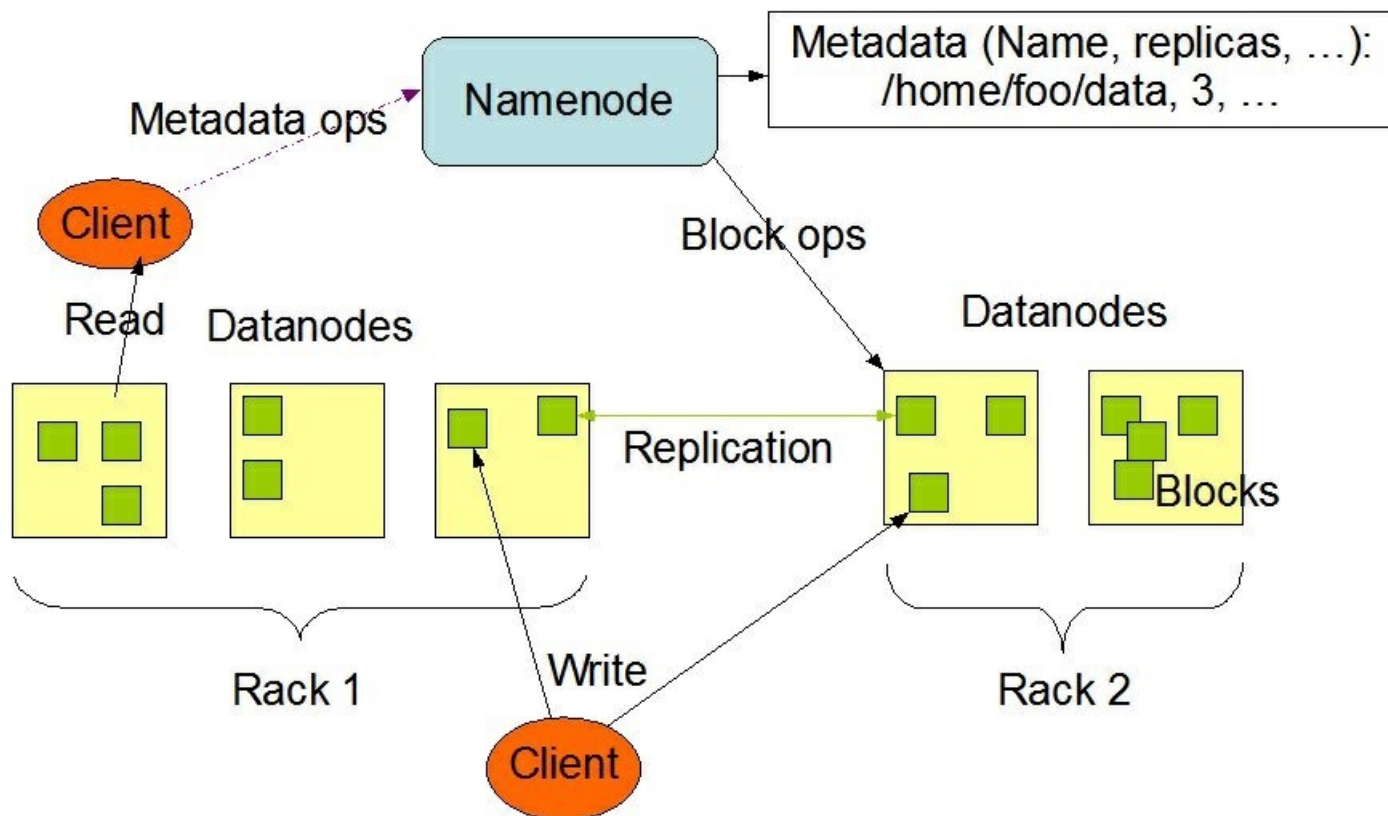 Metadata (Name, replicas, …):
/home/foo/data, 3, …
Namenode
Metadata ops
Client
Block ops
Read
Datanodes
Datanodes
Replication
Blocks
Rack 1
Write
Rack 2
Client